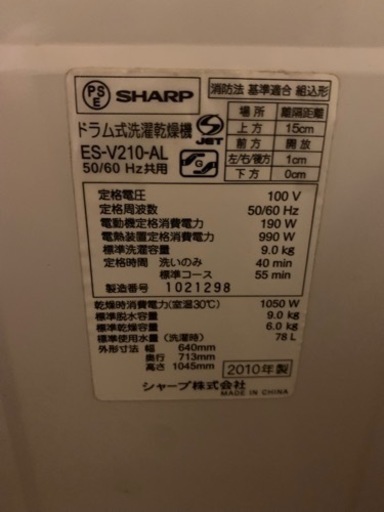 PS
E
SHARP
ドラム式洗濯乾燥機
S
JET
ES-V210-AL
50/60 Hz共用
G
消防法 基準適合 組込形
場所 離隔距離
上方 15cm
前方 開放
左/右/後方 1cm
下方 0cm
定格電圧 100 V
定格周波数 50/60 Hz
電動機定格消費電力 190 W
電熱装置定格消費電力 990 W
標準洗濯容量 9.0 kg
定格時間 洗いのみ 40 min
標準コース 55 min
製造番号 1021298
乾燥時消費電力(室温30℃) 1050 W
標準脱水容量 9.0 kg
標準乾燥容量 6.0 kg
標準使用水量（洗濯時） 78 L
外形寸法 幅 640mm
奥行 713mm
高さ 1045mm
2010年製
シャープ株式会社
MADE IN CHINA